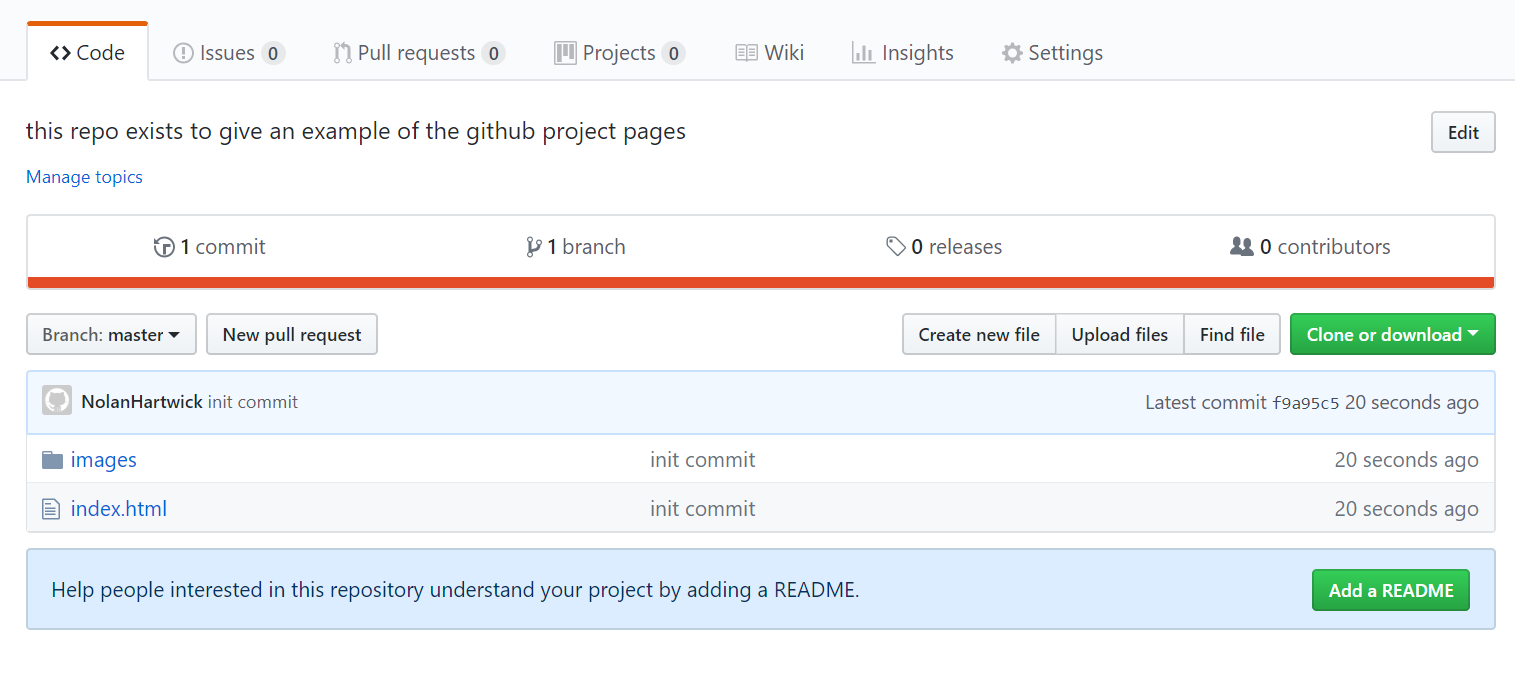 Code Issues 0 Pull requests 0 Projects 0 Wiki Insights Settings
this repo exists to give an example of the github project pages Edit
Manage topics
1 commit 1 branch 0 releases 0 contributors
Branch: master New pull request Create new file Upload files Find file Clone or download
NolanHartwick init commit Latest commit f9a95c5 20 seconds ago
images init commit 20 seconds ago
index.html init commit 20 seconds ago
Help people interested in this repository understand your project by adding a README. Add a README